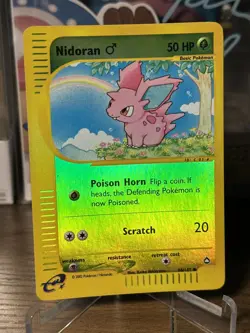 Nidoran ♂ 50 HP
Basic Pokémon
Poison Horn Flip a coin. If
heads, the Defending Pokémon is
now Poisoned.
Scratch 20
weakness resistance retreat cost
e